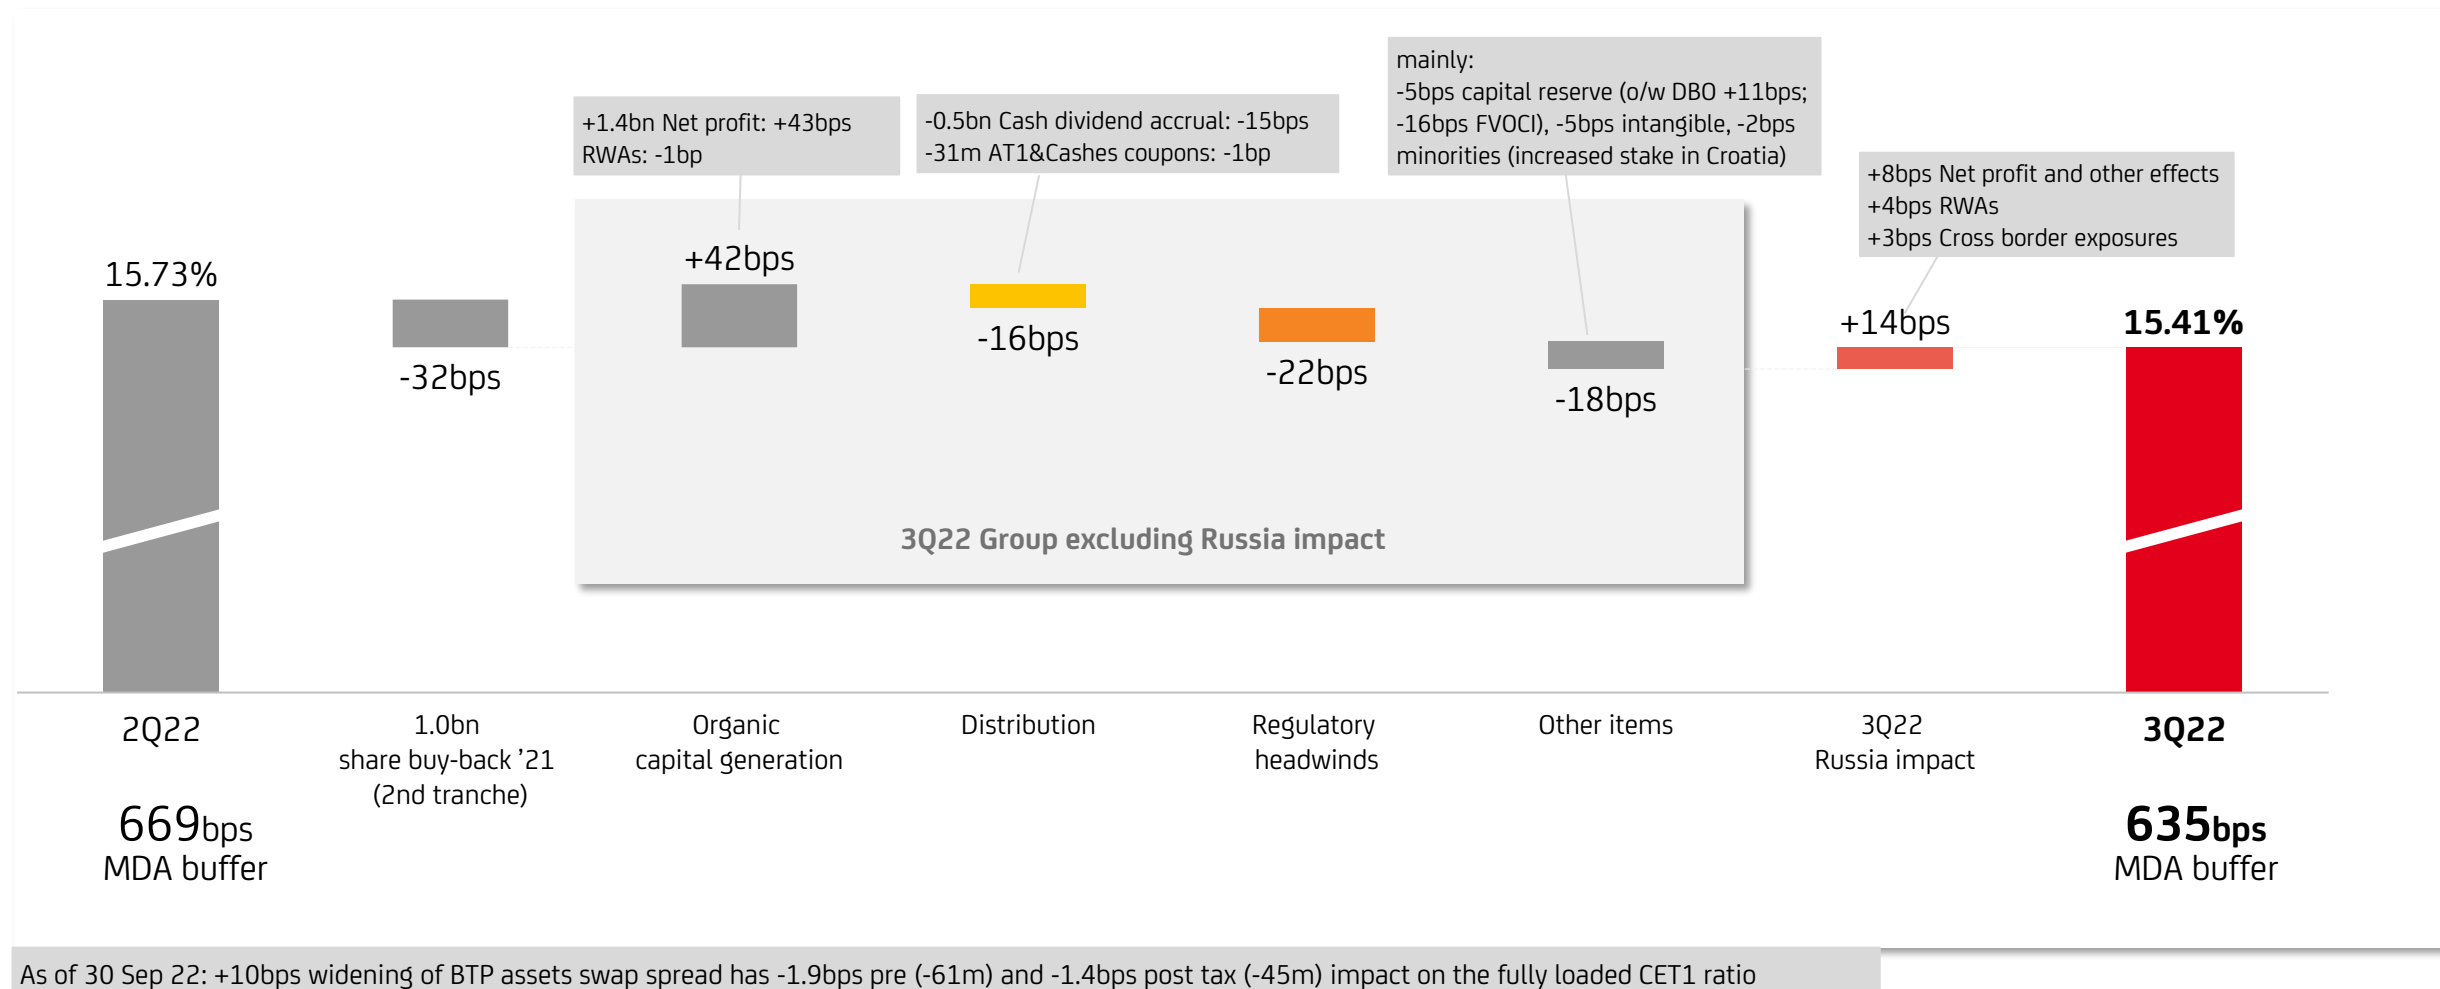 mainly:
-5bps capital reserve (o/w DBO +11bps;
-16bps FVOCI), -5bps intangible, -2bps
minorities (increased stake in Croatia)
+1.4bn Net profit: +43bps
RWAs: -1bp
-0.5bn Cash dividend accrual: -15bps
-31m AT1&Cashes coupons: -1bp
+8bps Net profit and other effects
+4bps RWAs
+3bps Cross border exposures
15.73%
-32bps
+42bps
-16bps
-22bps
-18bps
+14bps
15.41%
3Q22 Group excluding Russia impact
2Q22
1.0bn
share buy-back ’21
(2nd tranche)
Organic
capital generation
Distribution
Regulatory
headwinds
Other items
3Q22
Russia impact
3Q22
669bps
MDA buffer
635bps
MDA buffer
As of 30 Sep 22: +10bps widening of BTP assets swap spread has -1.9bps pre (-61m) and -1.4bps post tax (-45m) impact on the fully loaded CET1 ratio